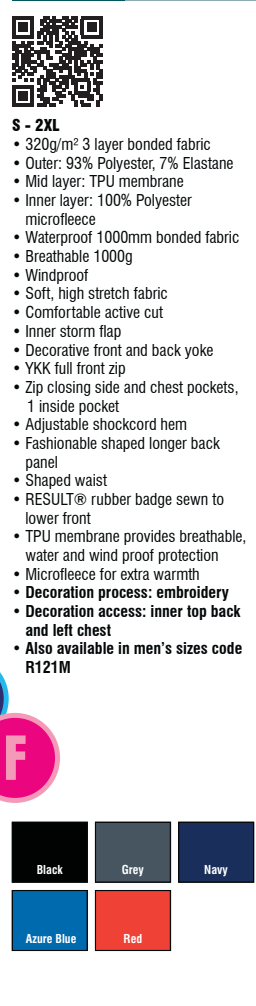 S - 2XL
• 320g/m² 3 layer bonded fabric
• Outer: 93% Polyester, 7% Elastane
• Mid layer: TPU membrane
• Inner layer: 100% Polyester
microfleece
• Waterproof 1000mm bonded fabric
• Breathable 1000g
• Windproof
• Soft, high stretch fabric
• Comfortable active cut
• Inner storm flap
• Decorative front and back yoke
• YKK full front zip
• Zip closing side and chest pockets,
1 inside pocket
• Adjustable shockcord hem
• Fashionable shaped longer back
panel
• Shaped waist
• RESULT® rubber badge sewn to
lower front
• TPU membrane provides breathable,
water and wind proof protection
• Microfleece for extra warmth
• Decoration process: embroidery
• Decoration access: inner top back
and left chest
• Also available in men's sizes code
R121M
F
Black
Grey
Navy
Azure Blue
Red